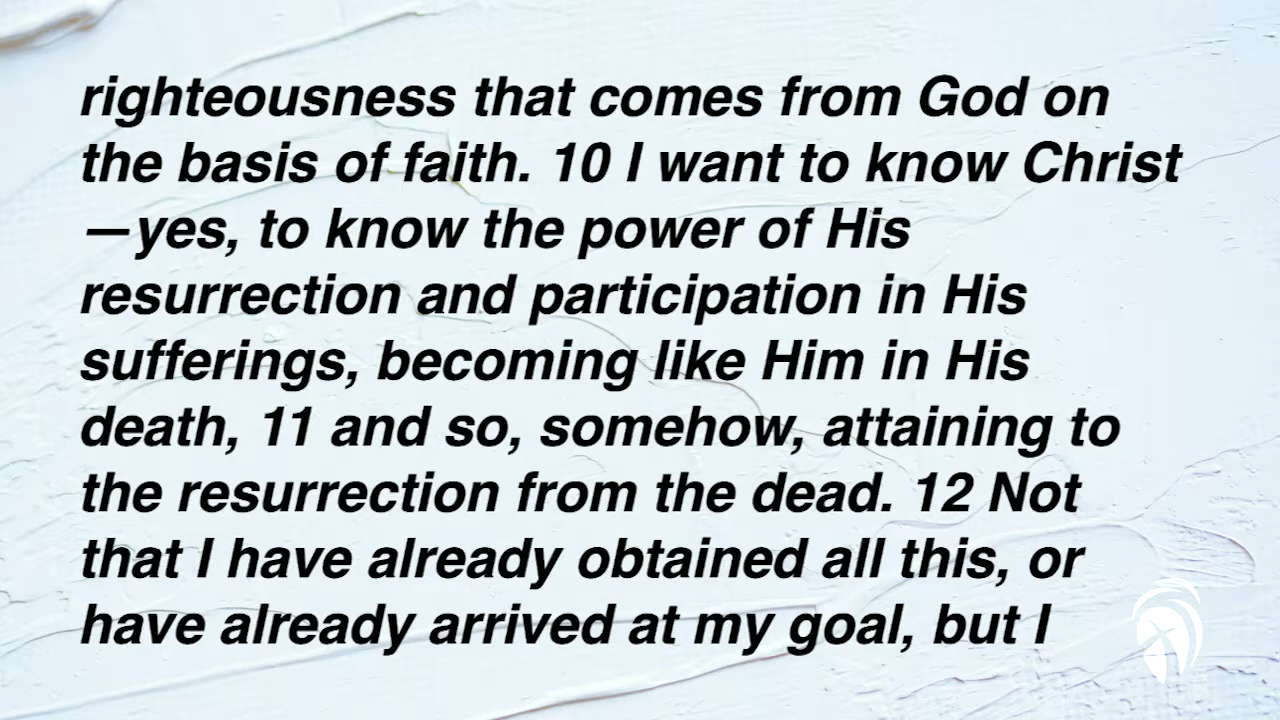 righteousness that comes from God on
the basis of faith. 10 I want to know Christ
—yes, to know the power of His
resurrection and participation in His
sufferings, becoming like Him in His
death, 11 and so, somehow, attaining to
the resurrection from the dead. 12 Not
that I have already obtained all this, or
have already arrived at my goal, but I